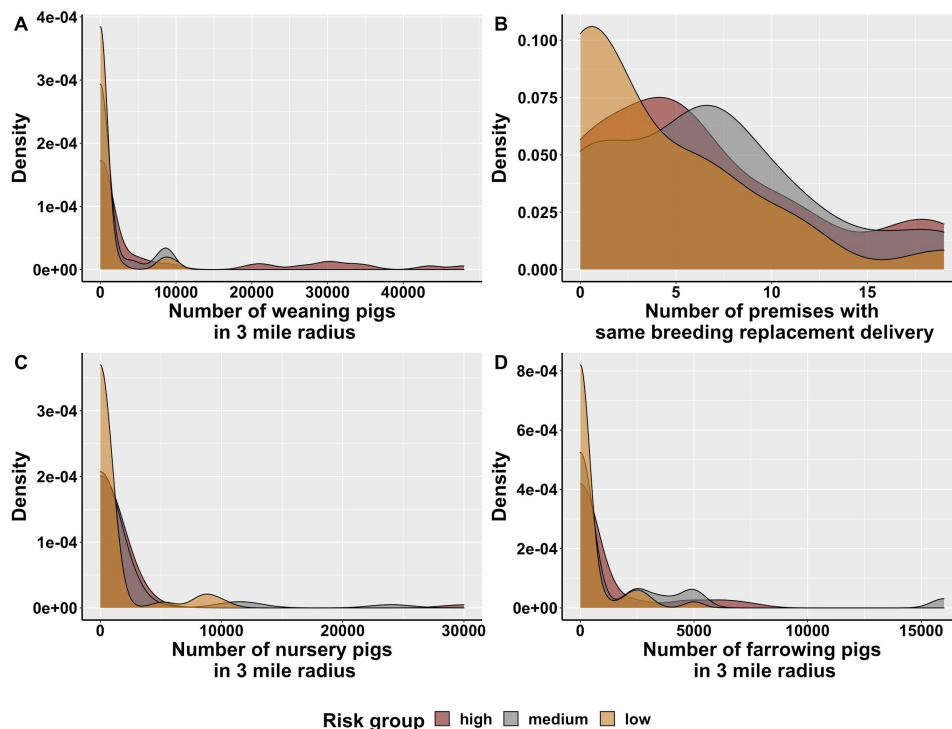 A
4e-04
3e-04
2e-04
1e-04
0e+00
Density
0 10000 20000 30000 40000
Number of weaning pigs
in 3 mile radius
B
0.100
0.075
0.050
0.025
0.000
Density
0 5 10 15
Number of premises with
same breeding replacement delivery
C
3e-04
2e-04
1e-04
0e+00
Density
0 10000 20000 30000
Number of nursery pigs
in 3 mile radius
D
8e-04
6e-04
4e-04
2e-04
0e+00
Density
0 5000 10000 15000
Number of farrowing pigs
in 3 mile radius
Risk group high medium low